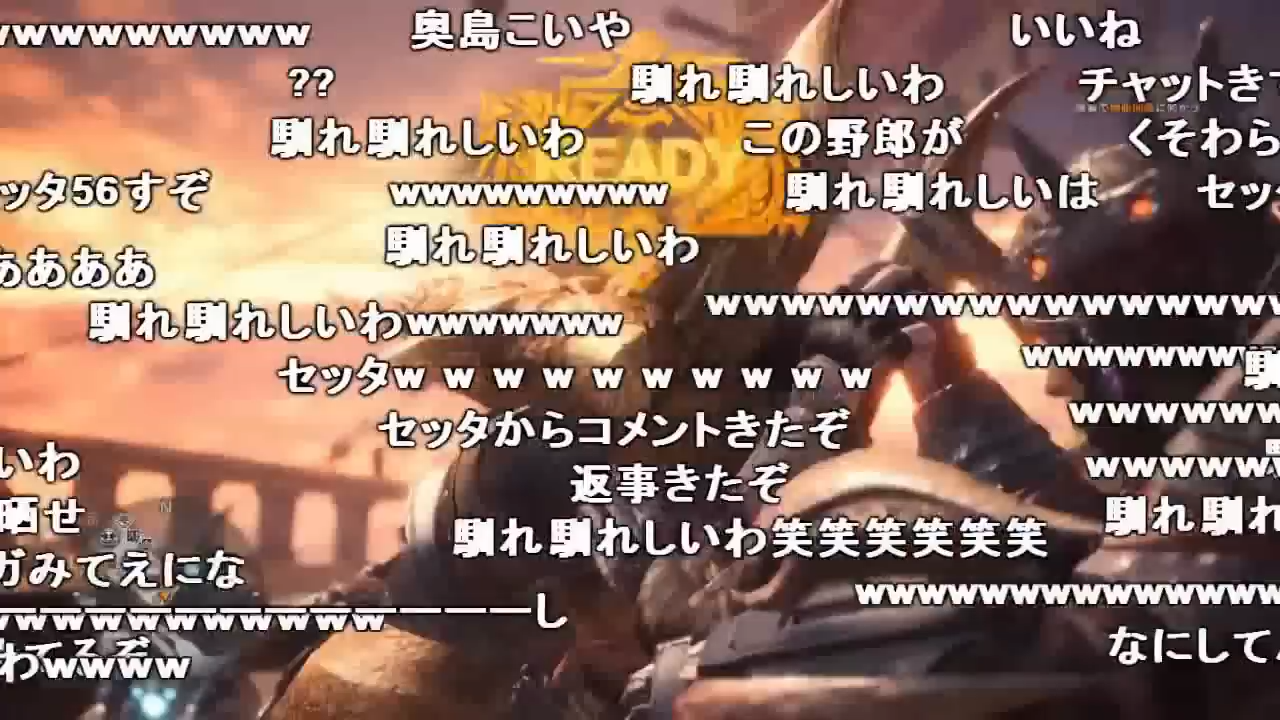 wwwwwwwwww 奥島こいや いいね
?? 馴れ馴れしいわ チャットき
馴れ馴れしいわ READY この野郎が くそわら
ッタ56すぞ wwwwwwwww 馴れ馴れしいは セッ
馴れ馴れしいわ
ああああ
wwwwwwwwwwwwwwwww
馴れ馴れしいわwwwwwww
wwwwwwww
セッタw w w w w w w w w w 馴
wwwwwww
セッタからコメントきたぞ
いわ wwwwww
返事きたぞ
晒せ 馴れ馴れ
馴れ馴れしいわ笑笑笑笑笑笑
ガみてえにな
wwwwwwwwwwwwww
wwwwwwwwwwwwーーーーし
なにして
わwwww